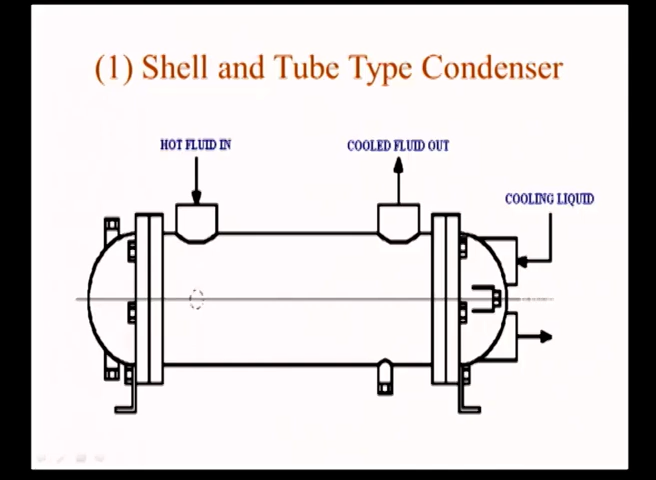 (1) Shell and Tube Type Condenser
HOT FLUID IN
COOLED FLUID OUT
COOLING LIQUID